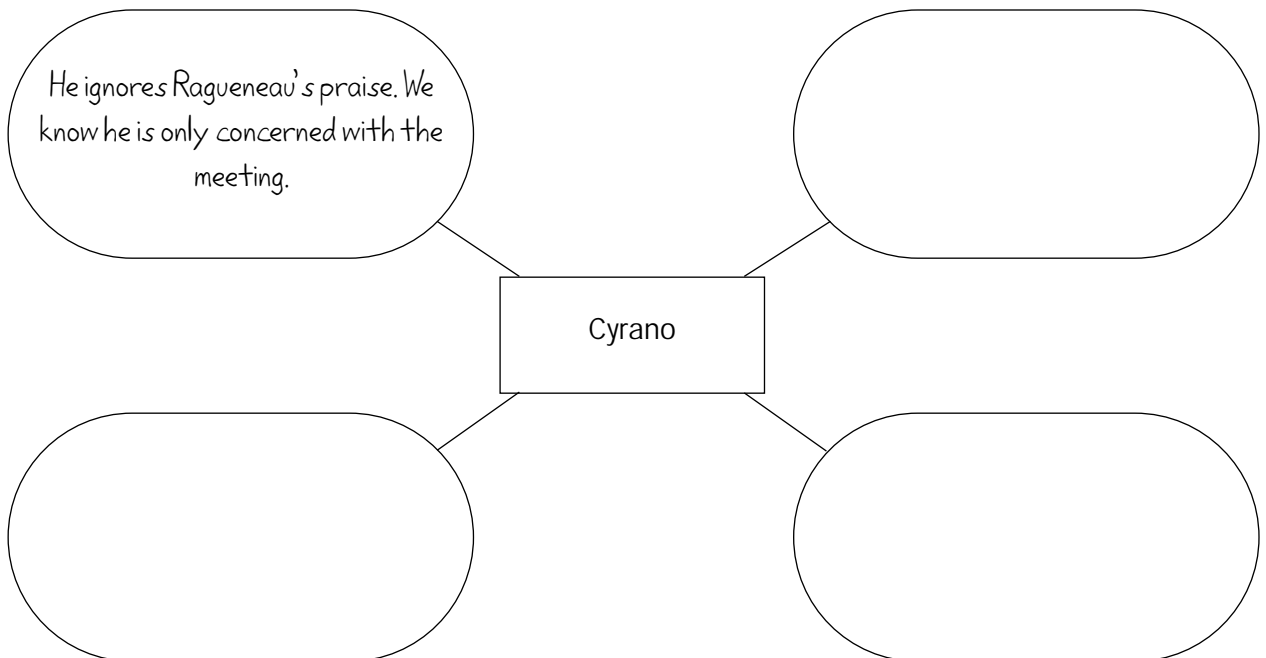 He ignores Ragueneau's praise. We
know he is only concerned with the
meeting.
Cyrano